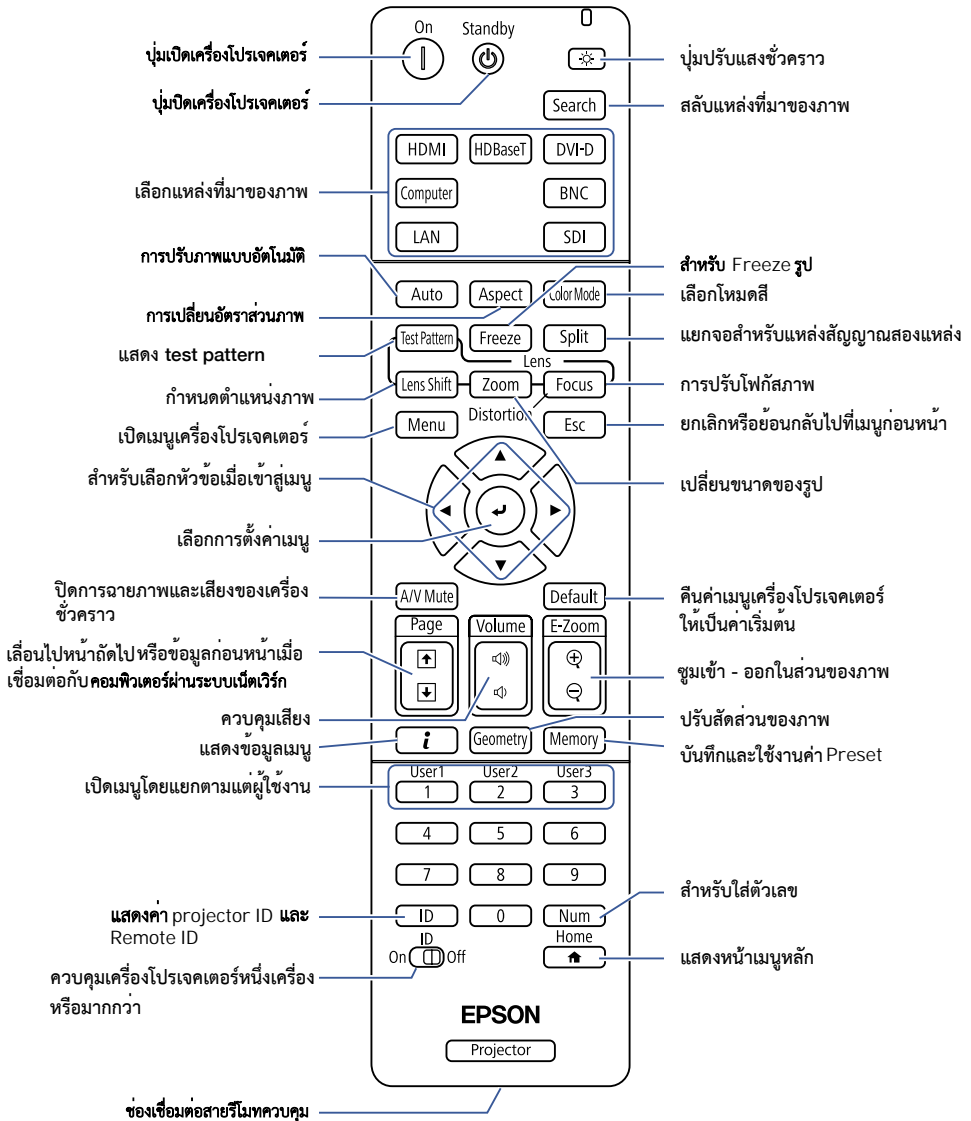 On
Standby
ปุ่มเปิดเครื่องโปรเจคเตอร์
ปุ่มปรับแสงชั่วคราว
ปุ่มปิดเครื่องโปรเจคเตอร์
Search
สลับแหล่งที่มาของภาพ
HDMI
HDBaseT
DVI-D
เลือกแหล่งที่มาของภาพ
Computer
BNC
LAN
SDI
การปรับภาพแบบอัตโนมัติ
สำหรับ Freeze รูป
Auto
Aspect
Color Mode
เลือกโหมดสี
การเปลี่ยนอัตราส่วนภาพ
Test Pattern
Freeze
Split
แยกจอสำหรับแหล่งสัญญาณสองแหล่ง
แสดง test pattern
Lens
Lens Shift
Zoom
Focus
การปรับโฟกัสภาพ
กำหนดตำแหน่งภาพ
Distortion
Menu
Esc
ยกเลิกหรือย้อนกลับไปที่เมนูก่อนหน้า
เปิดเมนูเครื่องโปรเจคเตอร์
สำหรับเลือกหัวข้อเมื่อเข้าสู่เมนู
เปลี่ยนขนาดของรูป
เลือกการตั้งค่าเมนู
ปิดการฉายภาพและเสียงของเครื่อง
ชั่วคราว
A/V Mute
Default
คืนค่าเมนูเครื่องโปรเจคเตอร์
ให้เป็นค่าเริ่มต้น
Page
Volume
E-Zoom
เลื่อนไปหน้าถัดไปหรือข้อมูลก่อนหน้าเมื่อ
เชื่อมต่อกับคอมพิวเตอร์ผ่านระบบเน็ตเวิร์ก
ซูมเข้า - ออกในส่วนของภาพ
ควบคุมเสียง
ปรับสัดส่วนของภาพ
แสดงข้อมูลเมนู
i
Geometry
Memory
บันทึกและใช้งานค่า Preset
User1
User2
User3
เปิดเมนูโดยแยกตามแต่ผู้ใช้งาน
1
2
3
4
5
6
7
8
9
สำหรับใส่ตัวเลข
แสดงค่า projector ID และ
Remote ID
ID
0
Num
ID
Home
On
Off
แสดงหน้าเมนูหลัก
ควบคุมเครื่องโปรเจคเตอร์หนึ่งเครื่อง
หรือมากกว่า
EPSON
Projector
ช่องเชื่อมต่อสายรีโมทควบคุม